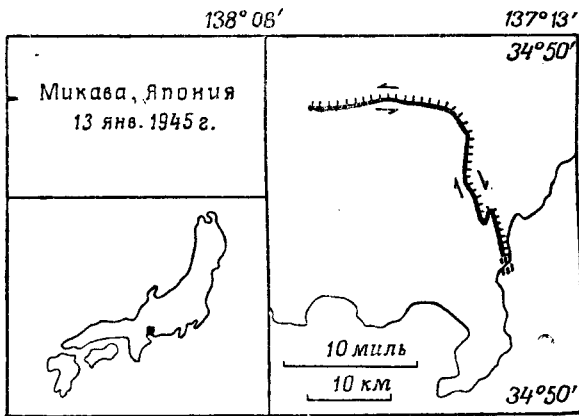 138° 08′
137° 13′
34° 50′
Микава, Япония
13 янв. 1945 г.
10 миль
10 км
34° 50′